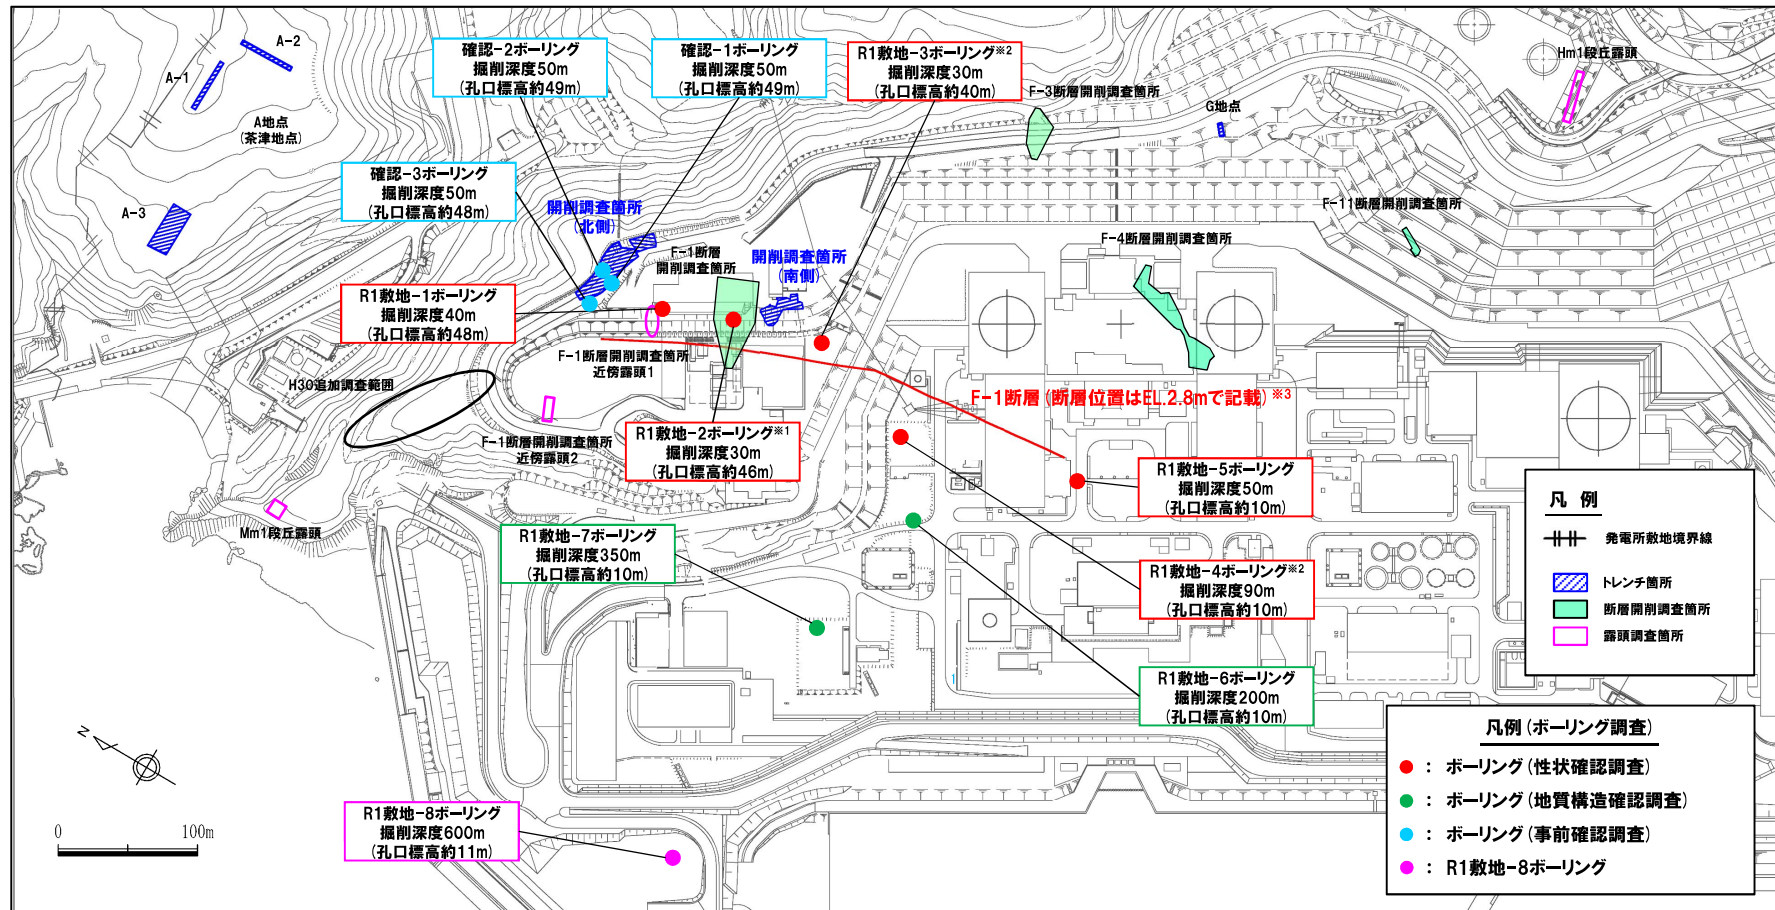 A-2
A-1
A地点
(茶津地点)
A-3
確認-2ボーリング
掘削深度50m
(孔口標高約49m)
確認-1ボーリング
掘削深度50m
(孔口標高約49m)
R1敷地-3ボーリング※2
掘削深度30m
(孔口標高約40m)
F-3断層開削調査箇所
G地点
Hm1段丘露頭
確認-3ボーリング
掘削深度50m
(孔口標高約48m)
開削調査箇所
(北側)
F-1断層
開削調査箇所
開削調査箇所
(南側)
F-4断層開削調査箇所
F-11断層開削調査箇所
R1敷地-1ボーリング
掘削深度40m
(孔口標高約48m)
F-1断層開削調査箇所
近傍露頭1
H30追加調査範囲
F-1断層(断層位置はEL.2.8mで記載)※3
F-1断層開削調査箇所
近傍露頭2
R1敷地-2ボーリング※1
掘削深度30m
(孔口標高約46m)
R1敷地-5ボーリング
掘削深度50m
(孔口標高約10m)
Mm1段丘露頭
R1敷地-7ボーリング
掘削深度350m
(孔口標高約10m)
R1敷地-4ボーリング※2
掘削深度90m
(孔口標高約10m)
R1敷地-6ボーリング
掘削深度200m
(孔口標高約10m)
凡 例
発電所敷地境界線
トレンチ箇所
断層開削調査箇所
露頭調査箇所
N
0 100m
R1敷地-8ボーリング
掘削深度600m
(孔口標高約11m)
凡例(ボーリング調査)
: ボーリング(性状確認調査)
: ボーリング(地質構造確認調査)
: ボーリング(事前確認調査)
: R1敷地-8ボーリング